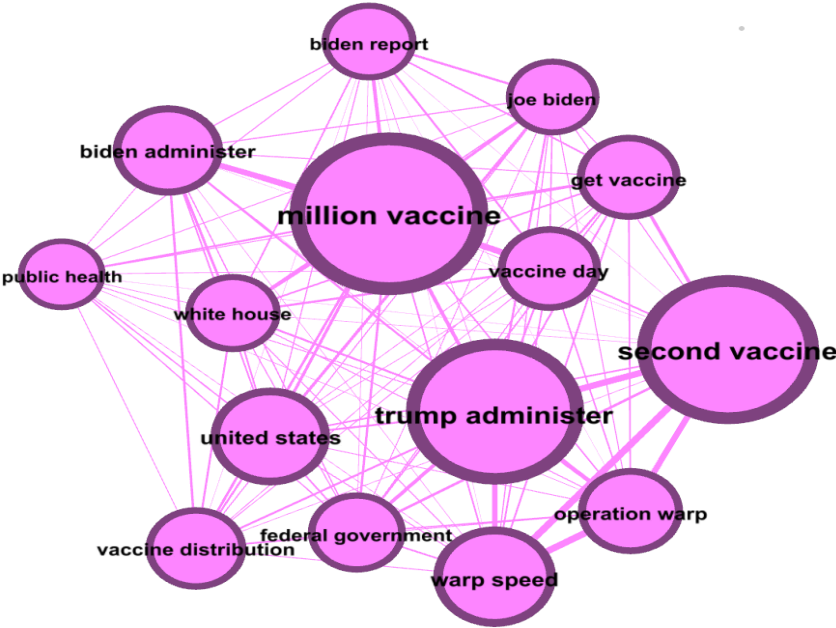 biden report
joe biden
biden administer
get vaccine
million vaccine
vaccine day
public health
white house
second vaccine
trump administer
united states
operation warp
federal government
vaccine distribution
warp speed